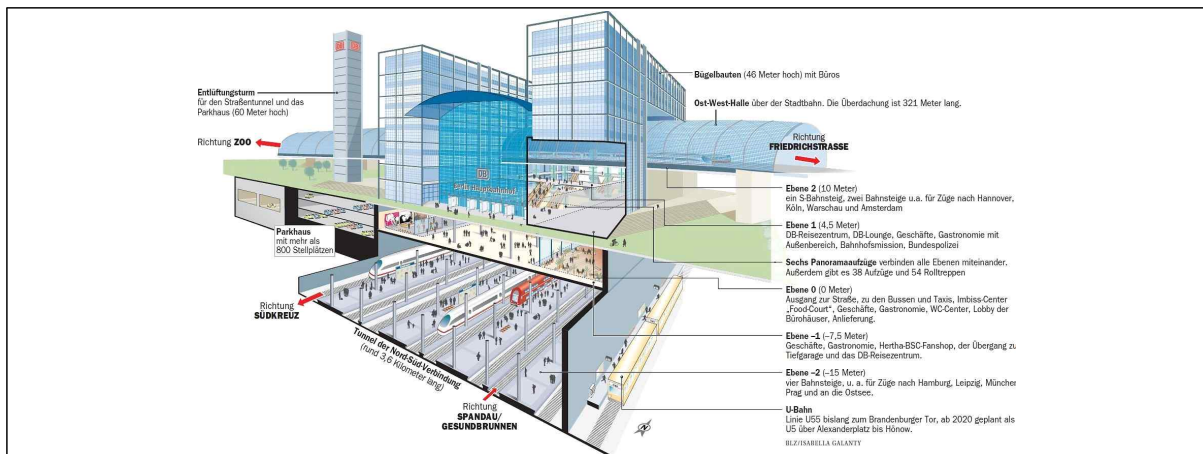 DB
DB
Entlüftungsturm
für den Straßentunnel und das
Parkhaus (60 Meter hoch)
Richtung ZOO
Bügelbauten (46 Meter hoch) mit Büros
Ost-West-Halle über der Stadtbahn. Die Überdachung ist 321 Meter lang.
Richtung
FRIEDRICHSTRASSE
DB
Berlin Hauptbahnhof
Parkhaus
mit mehr als
800 Stellplätzen
Richtung
SÜDKREUZ
Tunnel der Nord-Süd-Verbindung
(rund 3,6 Kilometer lang)
Richtung
SPANDAU/
GESUNDBRUNNEN
Ebene 2 (10 Meter)
ein S-Bahnsteig, zwei Bahnsteige u.a. für Züge nach Hannover,
Köln, Warschau und Amsterdam
Ebene 1 (4,5 Meter)
DB-Reisezentrum, DB-Lounge, Geschäfte, Gastronomie mit
Außenbereich, Bahnhofsmission, Bundespolizei
Sechs Panoramaaufzüge verbinden alle Ebenen miteinander.
Außerdem gibt es 38 Aufzüge und 54 Rolltreppen
Ebene 0 (0 Meter)
Ausgang zur Straße, zu den Bussen und Taxis, Imbiss-Center
„Food-Court“, Geschäfte, Gastronomie, WC-Center, Lobby der
Bürohäuser, Anlieferung.
Ebene –1 (–7,5 Meter)
Geschäfte, Gastronomie, Hertha-BSC-Fanshop, der Übergang zu
Tiefgarage und das DB-Reisezentrum.
Ebene –2 (–15 Meter)
vier Bahnsteige, u. a. für Züge nach Hamburg, Leipzig, München
Prag und an die Ostsee.
U-Bahn
Linie U55 bislang zum Brandenburger Tor, ab 2020 geplant als
U5 über Alexanderplatz bis Hönow.
BLZ/ISABELLA GALANTY
N